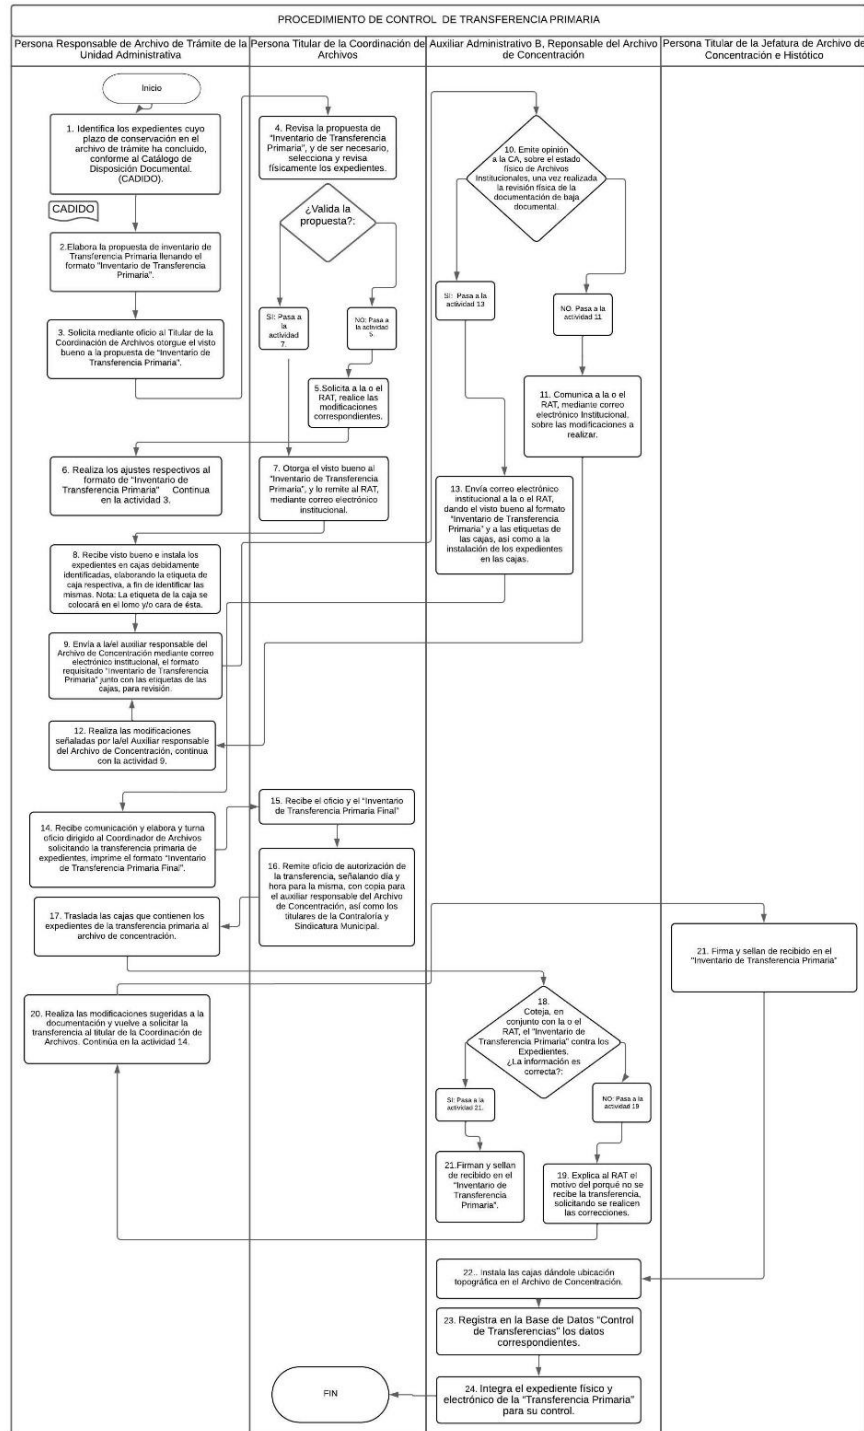 PROCEDIMIENTO DE CONTROL DE TRANSFERENCIA PRIMARIA
Persona Responsable de Archivo de Trámite de la
Unidad Administrativa
Persona Titular de la Coordinación de
Archivos
Auxiliar Administrativo B, Reponsable del Archivo
de Concentración
Persona Titular de la Jefatura de Archivo de
Concentración e Histótico
Inicio
1. Identifica los expedientes cuyo
plazo de conservación en el
archivo de trámite ha concluido,
conforme al Catálogo de
Disposición Documental.
(CADIDO).
CADIDO
2.Elabora la propuesta de inventario de
Transferencia Primaria llenando el
formato "Inventario de Transferencia
Primaria".
3. Solicita mediante oficio al Titular de la
Coordinación de Archivos otorgue el visto
bueno a la propuesta de “Inventario de
Transferencia Primaria”.
4. Revisa la propuesta de
“Inventario de Transferencia
Primaria”, y de ser necesario,
selecciona y revisa
físicamente los expedientes.
¿Valida la
propuesta?:
SI: Pasa a
la
actividad
7.
NO: Pasa a
la actividad
5.
5.Solicita a la o el
RAT, realice las
modificaciones
correspondientes.
6. Realiza los ajustes respectivos al
formato de “Inventario de
Transferencia Primaria” Continua
en la actividad 3.
7. Otorga el visto bueno al
“Inventario de Transferencia
Primaria”, y lo remite al RAT,
mediante correo electrónico
institucional.
8. Recibe visto bueno e instala los
expedientes en cajas debidamente
identificadas, elaborando la etiqueta de
caja respectiva, a fin de identificar las
mismas. Nota: La etiqueta de la caja se
colocará en el lomo y/o cara de ésta.
9. Envía a la/el auxiliar responsable del
Archivo de Concentración mediante correo
electrónico institucional, el formato
requisitado “Inventario de Transferencia
Primaria” junto con las etiquetas de las
cajas, para revisión.
10. Emite opinión
a la CA, sobre el estado
físico de Archivos
Institucionales, una vez realizada
la revisión física de la
documentación de baja
documental.
SI: Pasa a la
actividad 13
NO. Pasa a la
actividad 11
11. Comunica a la o el
RAT, mediante correo
electrónico Institucional.
sobre las modificaciones a
realizar.
12. Realiza las modificaciones
señaladas por la/el Auxiliar responsable
del Archivo de Concentración, continua
con la actividad 9.
13. Envía correo electrónico
institucional a la o el RAT,
dando el visto bueno al formato
“Inventario de Transferencia
Primaria” y a las etiquetas de
las cajas, así como a la
instalación de los expedientes
en las cajas.
14. Recibe comunicación y elabora y turna
oficio dirigido al Coordinador de Archivos
solicitando la transferencia primaria de
expedientes, imprime el formato “Inventario
de Transferencia Primaria Final”.
15. Recibe el oficio y el “Inventario
de Transferencia Primaria Final”
16. Remite oficio de autorización de
la transferencia, señalando día y
hora para la misma, con copia para
el auxiliar responsable del Archivo
de Concentración, así como los
titulares de la Contraloría y
Sindicatura Municipal.
17. Traslada las cajas que contienen los
expedientes de la transferencia primaria al
archivo de concentración.
18.
Coteja, en
conjunto con la o el
RAT, el "Inventario de
Transferencia Primaria" contra los
Expedientes.
¿La información es
correcta?:
SI: Pasa a la
actividad 21.
NO: Pasa a la
actividad 19
19. Explica al RAT el
motivo del porqué no se
recibe la transferencia,
solicitando se realicen
las correcciones.
20. Realiza las modificaciones sugeridas a la
documentación y vuelve a solicitar la
transferencia al titular de la Coordinación de
Archivos. Continúa en la actividad 14.
21.Firman y sellan
de recibido en el
“Inventario de
Transferencia
Primaria”.
21. Firma y sellan de recibido en el
"Inventario de Transferencia Primaria"
22.. Instala las cajas dándole ubicación
topográfica en el Archivo de Concentración.
23. Registra en la Base de Datos "Control
de Transferencias" los datos
correspondientes.
24. Integra el expediente físico y
electrónico de la "Transferencia Primaria"
para su control.
FIN